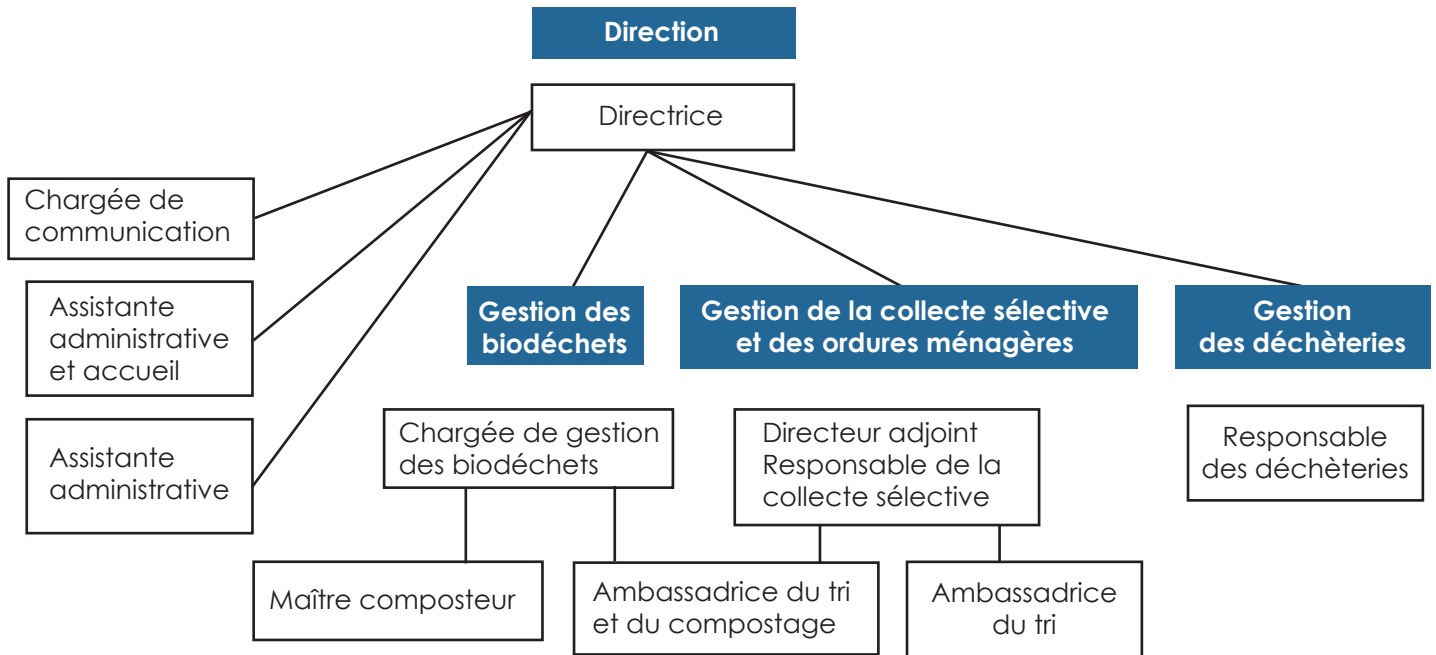 Direction
Directrice
Chargée de
communication
Assistante
administrative
et accueil
Assistante
administrative
Gestion des
biodéchets
Gestion de la collecte sélective
et des ordures ménagères
Gestion
des déchèteries
Chargée de gestion
des biodéchets
Directeur adjoint
Responsable de la
collecte sélective
Responsable
des déchèteries
Maître composteur
Ambassadrice du tri
et du compostage
Ambassadrice
du tri